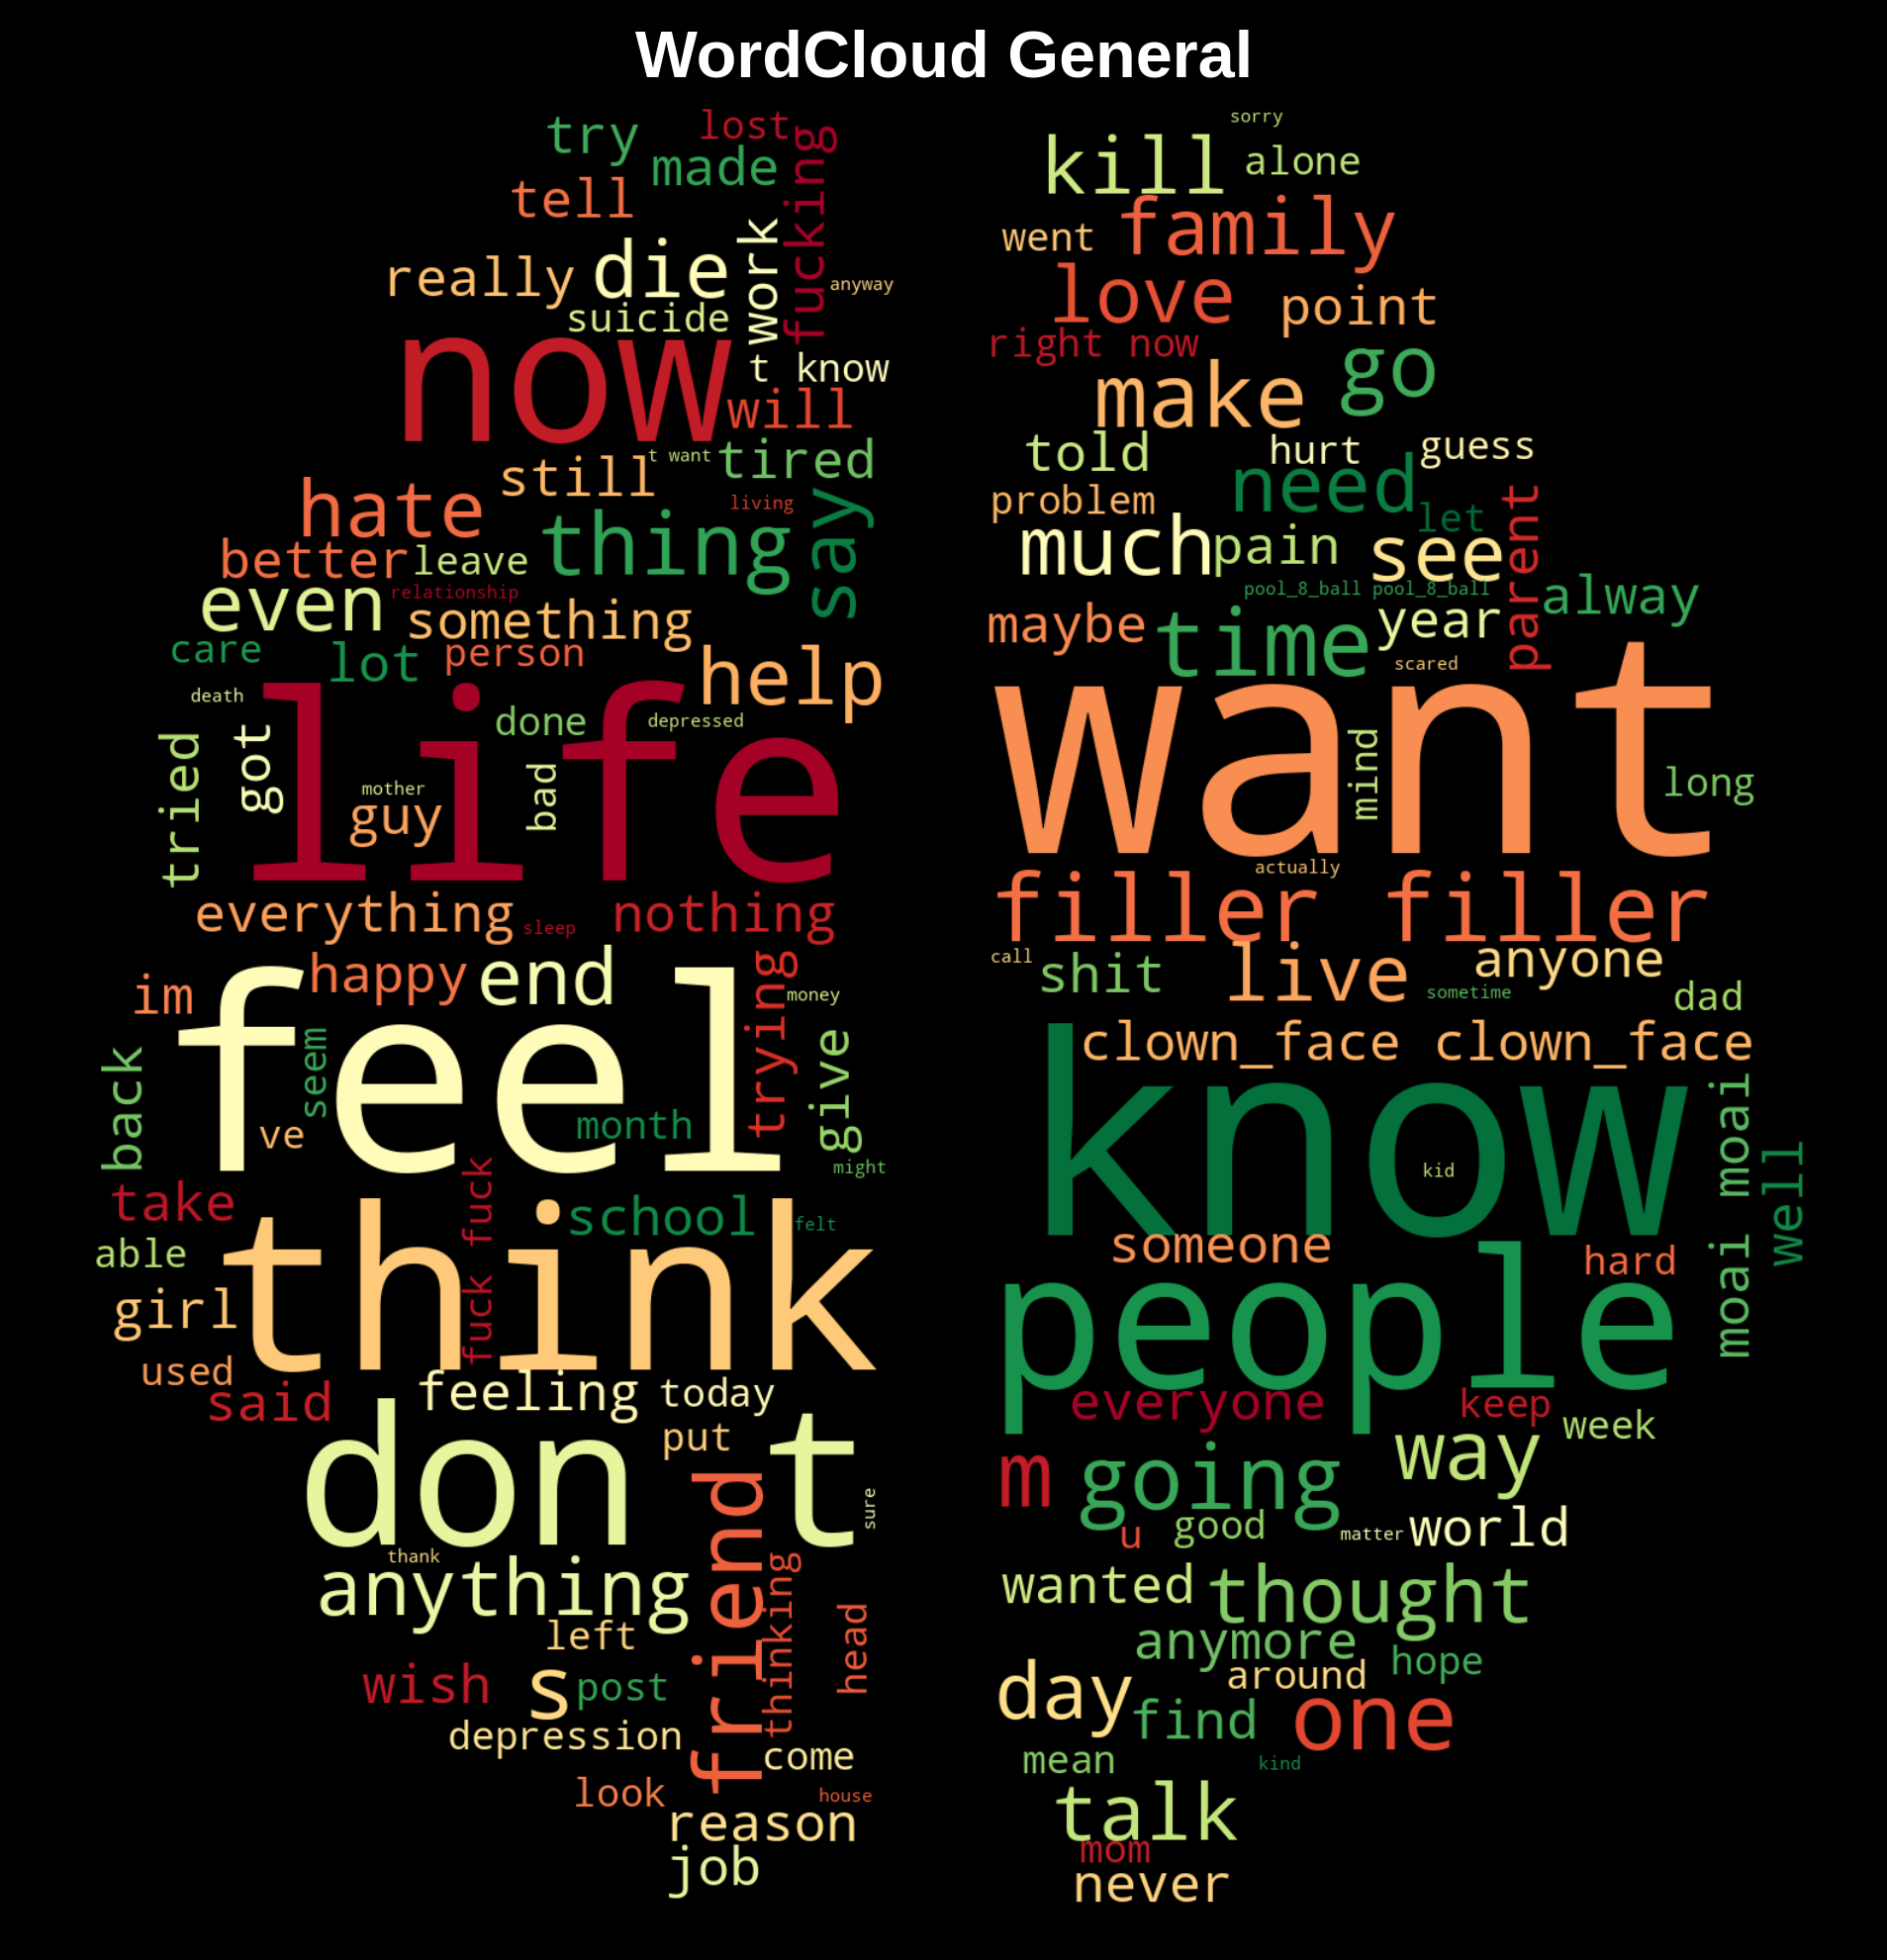 WordCloud General
try
lost
made
fucking
tell
work
really
die
anyway
suicide
now
t know
will
t want
tired
still
living
hate
thing
say
better
leave
relationship
even
something
care
lot
person
help
death
done
depressed
tried
got
life
mother
guy
bad
everything
sleep
nothing
happy
end
im
trying
money
feel
seem
back
give
ve
month
might
take
fuck fuck
school
felt
able
think
girl
used
said
feeling
today
put
don t
sure
friend
thank
anything
thinking
left
head
wish
s
post
depression
come
look
house
reason
job
sorry
kill
alone
went
family
love
point
right now
make
go
told
hurt
guess
problem
need
let
parent
much
pain
see
pool_8_ball pool_8_ball
alway
maybe
time
year
scared
want
mind
long
actually
filler filler
call
shit
live
anyone
sometime
dad
clown_face clown_face
know
moai moai
well
kid
someone
hard
people
everyone
keep
week
m
going
way
u
good
matter
world
wanted
thought
anymore
around
hope
day
find
one
mean
kind
talk
mom
never